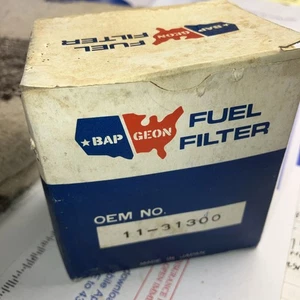 FUEL
FILTER
BAP
GEON
BAP GEON
FUEL
FILTER
OEM NO.
11-31300
MADE IN JAPAN